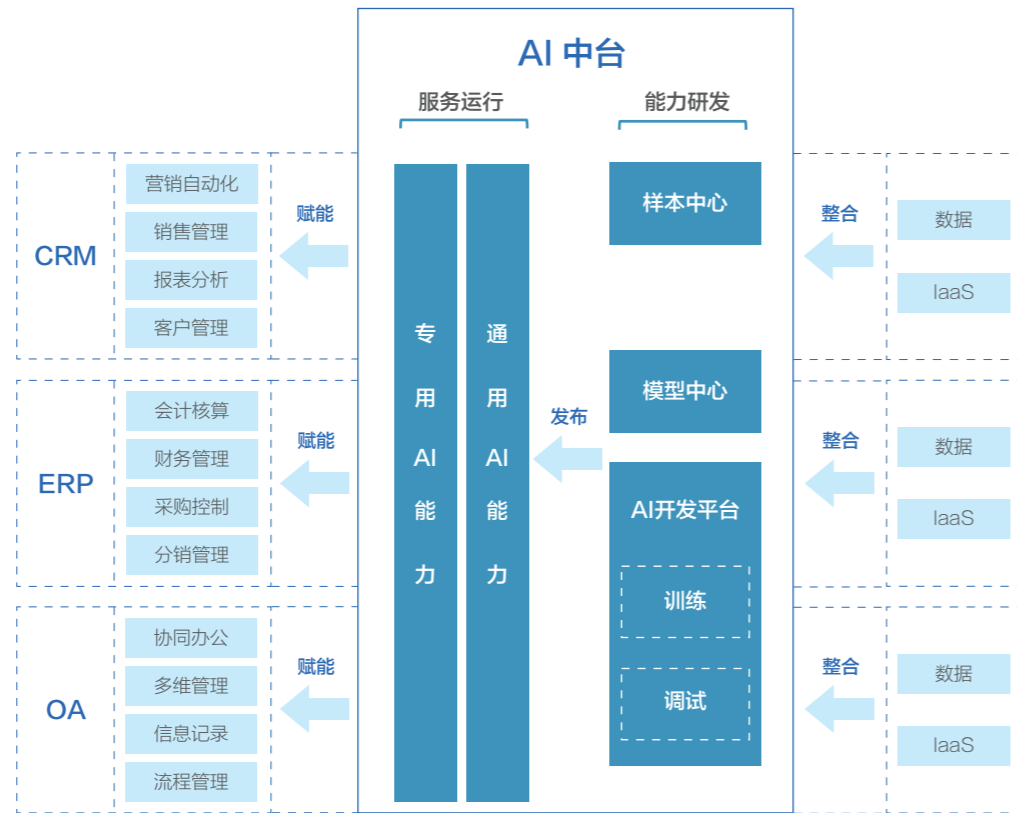 AI 中台
服务运行
能力研发
CRM
营销自动化
销售管理
报表分析
客户管理
赋能
ERP
会计核算
财务管理
采购控制
分销管理
赋能
OA
协同办公
多维管理
信息记录
流程管理
赋能
专用AI能力
通用AI能力
发布
样本中心
模型中心
AI开发平台
训练
调试
整合
数据
IaaS
整合
数据
IaaS
整合
数据
IaaS